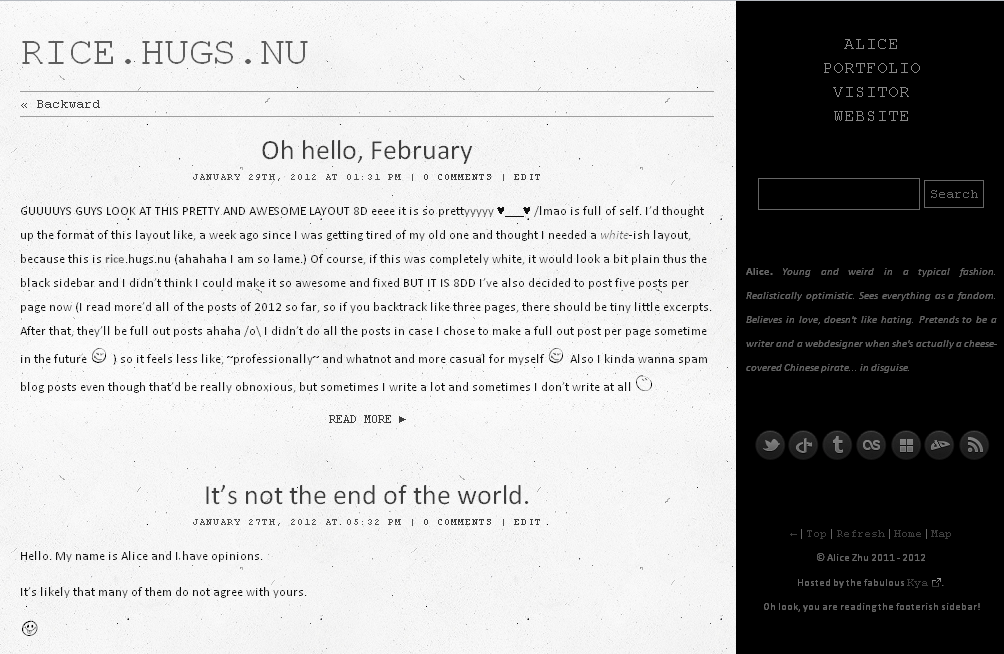 RICE.HUGS.NU
« Backward
Oh hello, February
JANUARY 29TH, 2012 AT 01:31 PM | 0 COMMENTS | EDIT
GUUUUYS GUYS LOOK AT THIS PRETTY AND AWESOME LAYOUT 8D eeee it is so prettyyyyy ♥___♥ /lmao is full of self. I'd thought
up the format of this layout like, a week ago since I was getting tired of my old one and thought I needed a white-ish layout,
because this is rice.hugs.nu (ahahaha I am so lame.) Of course, if this was completely white, it would look a bit plain thus the
black sidebar and I didn't think I could make it so awesome and fixed BUT IT IS 8DD I've also decided to post five posts per
page now (I read more'd all of the posts of 2012 so far, so if you backtrack like three pages, there should be tiny little excerpts.
After that, they'll be full out posts ahaha /o\ I didn't do all the posts in case I chose to make a full out post per page sometime
in the future ) so it feels less like, ~professionally~ and whatnot and more casual for myself Also I kinda wanna spam
blog posts even though that'd be really obnoxious, but sometimes I write a lot and sometimes I don't write at all
READ MORE ►
It's not the end of the world.
JANUARY 27TH, 2012 AT 05:32 PM | 0 COMMENTS | EDIT
Hello. My name is Alice and I have opinions.
It's likely that many of them do not agree with yours.
ALICE
PORTFOLIO
VISITOR
WEBSITE
Search
Alice. Young and weird in a typical fashion.
Realistically optimistic. Sees everything as a fandom.
Believes in love, doesn't like hating. Pretends to be a
writer and a webdesigner when she's actually a cheese-
covered Chinese pirate... in disguise.
←| Top | Refresh | Home | Map
© Alice Zhu 2011 - 2012
Hosted by the fabulous Kya.
Oh look, you are reading the footerish sidebar!